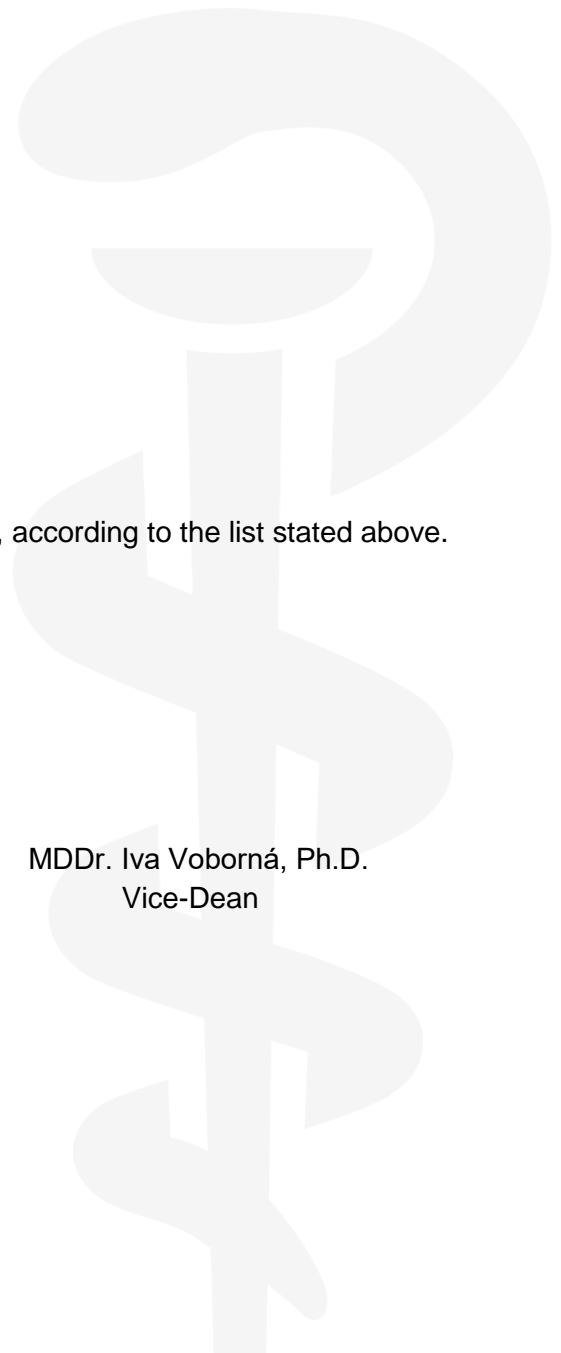 , according to the list stated above.
MDDr. Iva Voborná, Ph.D.
Vice-Dean